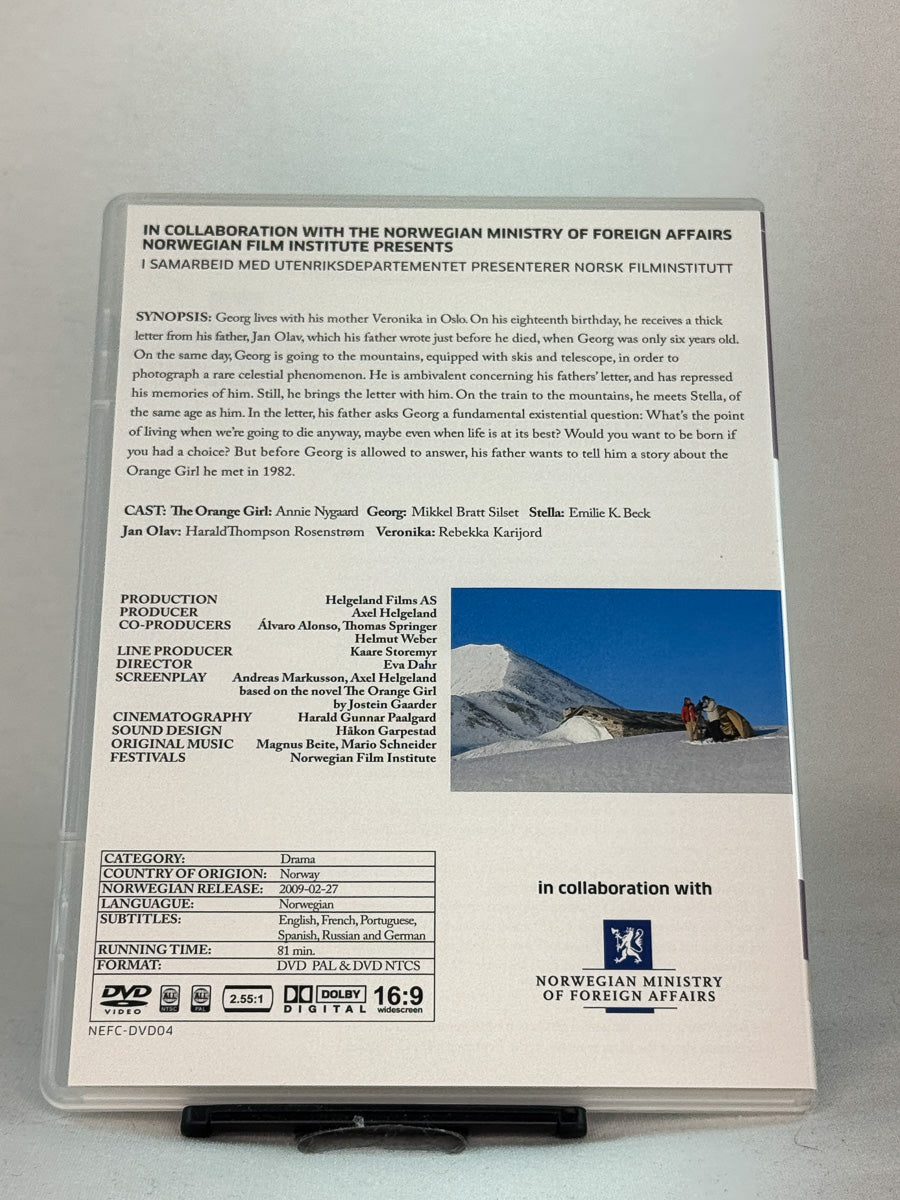 IN COLLABORATION WITH THE NORWEGIAN MINISTRY OF FOREIGN AFFAIRS
NORWEGIAN FILM INSTITUTE PRESENTS
I SAMARBEID MED UTENRIKSDEPARTEMENTET PRESENTERER NORSK FILMINSTITUTT
SYNOPSIS: Georg lives with his mother Veronika in Oslo. On his eighteenth birthday, he receives a thick
letter from his father, Jan Olav, which his father wrote just before he died, when Georg was only six years old.
On the same day, Georg is going to the mountains, equipped with skis and telescope, in order to
photograph a rare celestial phenomenon. He is ambivalent concerning his fathers' letter, and has repressed
his memories of him. Still, he brings the letter with him. On the train to the mountains, he meets Stella, of
the same age as him. In the letter, his father asks Georg a fundamental existential question: What's the point
of living when we're going to die anyway, maybe even when life is at its best? Would you want to be born if
you had a choice? But before Georg is allowed to answer, his father wants to tell him a story about the
Orange Girl he met in 1982.
CAST: The Orange Girl: Annie Nygaard Georg: Mikkel Bratt Silset Stella: Emilie K. Beck
Jan Olav: HaraldThompson Rosenstrøm Veronika: Rebekka Karijord
PRODUCTION Helgeland Films AS
PRODUCER Axel Helgeland
CO-PRODUCERS Álvaro Alonso, Thomas Springer
Helmut Weber
LINE PRODUCER Kaare Storemyr
DIRECTOR Eva Dahr
SCREENPLAY Andreas Markusson, Axel Helgeland
based on the novel The Orange Girl
by Jostein Gaarder
CINEMATOGRAPHY Harald Gunnar Paalgard
SOUND DESIGN Håkon Garpestad
ORIGINAL MUSIC Magnus Beite, Mario Schneider
FESTIVALS Norwegian Film Institute
CATEGORY: Drama
COUNTRY OF ORIGION: Norway
NORWEGIAN RELEASE: 2009-02-27
LANGUAGUE: Norwegian
SUBTITLES: English, French, Portuguese,
Spanish, Russian and German
RUNNING TIME: 81 min.
FORMAT: DVD PAL & DVD NTCS
DVD VIDEO ALL NTSC ALL PAL 2.55:1 DOLBY DIGITAL 16:9 widescreen
NEFC-DVD04
in collaboration with
NORWEGIAN MINISTRY
OF FOREIGN AFFAIRS